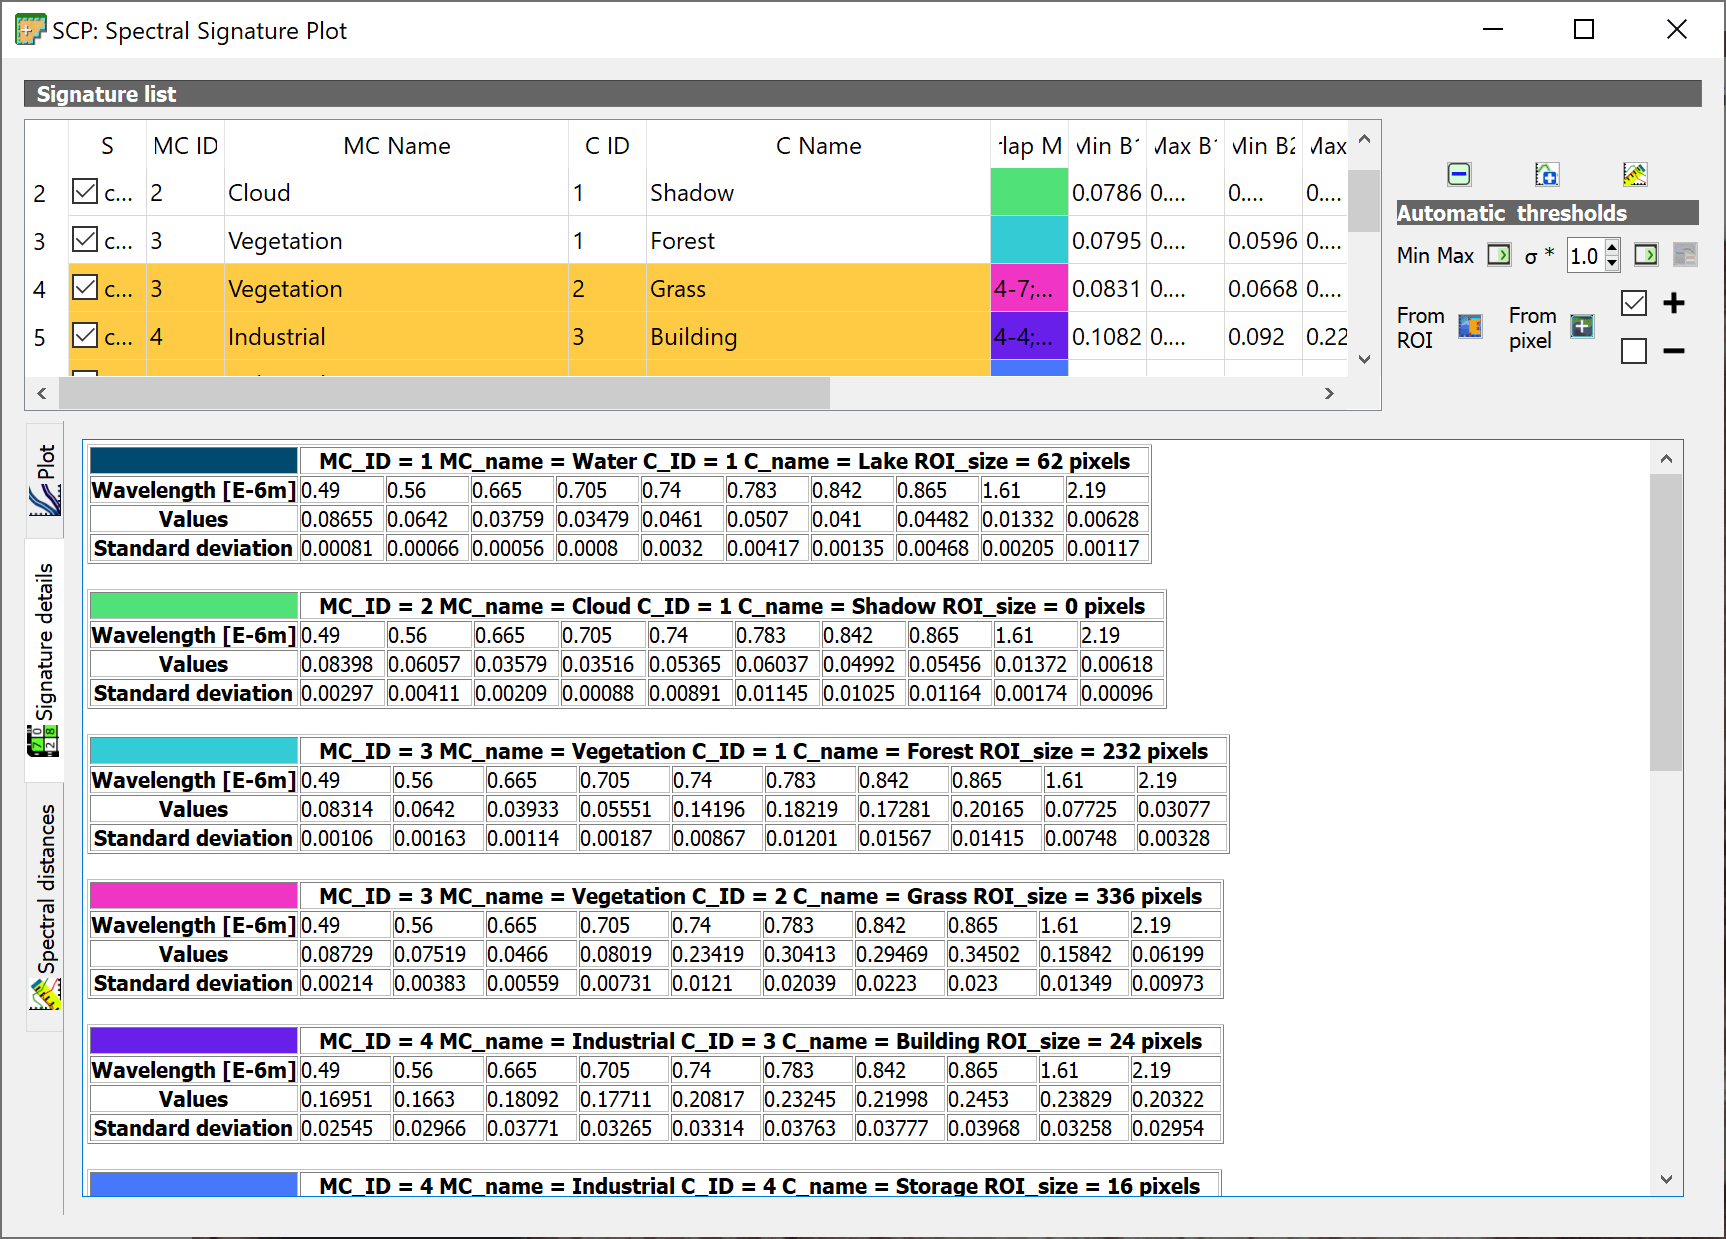 SCP: Spectral Signature Plot
Signature list
S MC ID MC Name C ID C Name rlap M Min B1 Max B1 Min B2 Max
2 c... 2 Cloud 1 Shadow 0.0786 0.... 0.... 0....
3 c... 3 Vegetation 1 Forest 0.0795 0.... 0.0596 0....
4 c... 3 Vegetation 2 Grass 4-7;... 0.0831 0.... 0.0668 0....
5 c... 4 Industrial 3 Building 4-4;... 0.1082 0.... 0.092 0.22
Automatic thresholds
Min Max σ * 1.0
From ROI From pixel
Plot
Signature details
Spectral distances
MC_ID = 1 MC_name = Water C_ID = 1 C_name = Lake ROI_size = 62 pixels
Wavelength [E-6m] 0.49 0.56 0.665 0.705 0.74 0.783 0.842 0.865 1.61 2.19
Values 0.08655 0.0642 0.03759 0.03479 0.0461 0.0507 0.041 0.04482 0.01332 0.00628
Standard deviation 0.00081 0.00066 0.00056 0.0008 0.0032 0.00417 0.00135 0.00468 0.00205 0.00117
MC_ID = 2 MC_name = Cloud C_ID = 1 C_name = Shadow ROI_size = 0 pixels
Wavelength [E-6m] 0.49 0.56 0.665 0.705 0.74 0.783 0.842 0.865 1.61 2.19
Values 0.08398 0.06057 0.03579 0.03516 0.05365 0.06037 0.04992 0.05456 0.01372 0.00618
Standard deviation 0.00297 0.00411 0.00209 0.00088 0.00891 0.01145 0.01025 0.01164 0.00174 0.00096
MC_ID = 3 MC_name = Vegetation C_ID = 1 C_name = Forest ROI_size = 232 pixels
Wavelength [E-6m] 0.49 0.56 0.665 0.705 0.74 0.783 0.842 0.865 1.61 2.19
Values 0.08314 0.0642 0.03933 0.05551 0.14196 0.18219 0.17281 0.20165 0.07725 0.03077
Standard deviation 0.00106 0.00163 0.00114 0.00187 0.00867 0.01201 0.01567 0.01415 0.00748 0.00328
MC_ID = 3 MC_name = Vegetation C_ID = 2 C_name = Grass ROI_size = 336 pixels
Wavelength [E-6m] 0.49 0.56 0.665 0.705 0.74 0.783 0.842 0.865 1.61 2.19
Values 0.08729 0.07519 0.0466 0.08019 0.23419 0.30413 0.29469 0.34502 0.15842 0.06199
Standard deviation 0.00214 0.00383 0.00559 0.00731 0.0121 0.02039 0.0223 0.023 0.01349 0.00973
MC_ID = 4 MC_name = Industrial C_ID = 3 C_name = Building ROI_size = 24 pixels
Wavelength [E-6m] 0.49 0.56 0.665 0.705 0.74 0.783 0.842 0.865 1.61 2.19
Values 0.16951 0.1663 0.18092 0.17711 0.20817 0.23245 0.21998 0.2453 0.23829 0.20322
Standard deviation 0.02545 0.02966 0.03771 0.03265 0.03314 0.03763 0.03777 0.03968 0.03258 0.02954
MC_ID = 4 MC_name = Industrial C_ID = 4 C_name = Storage ROI_size = 16 pixels